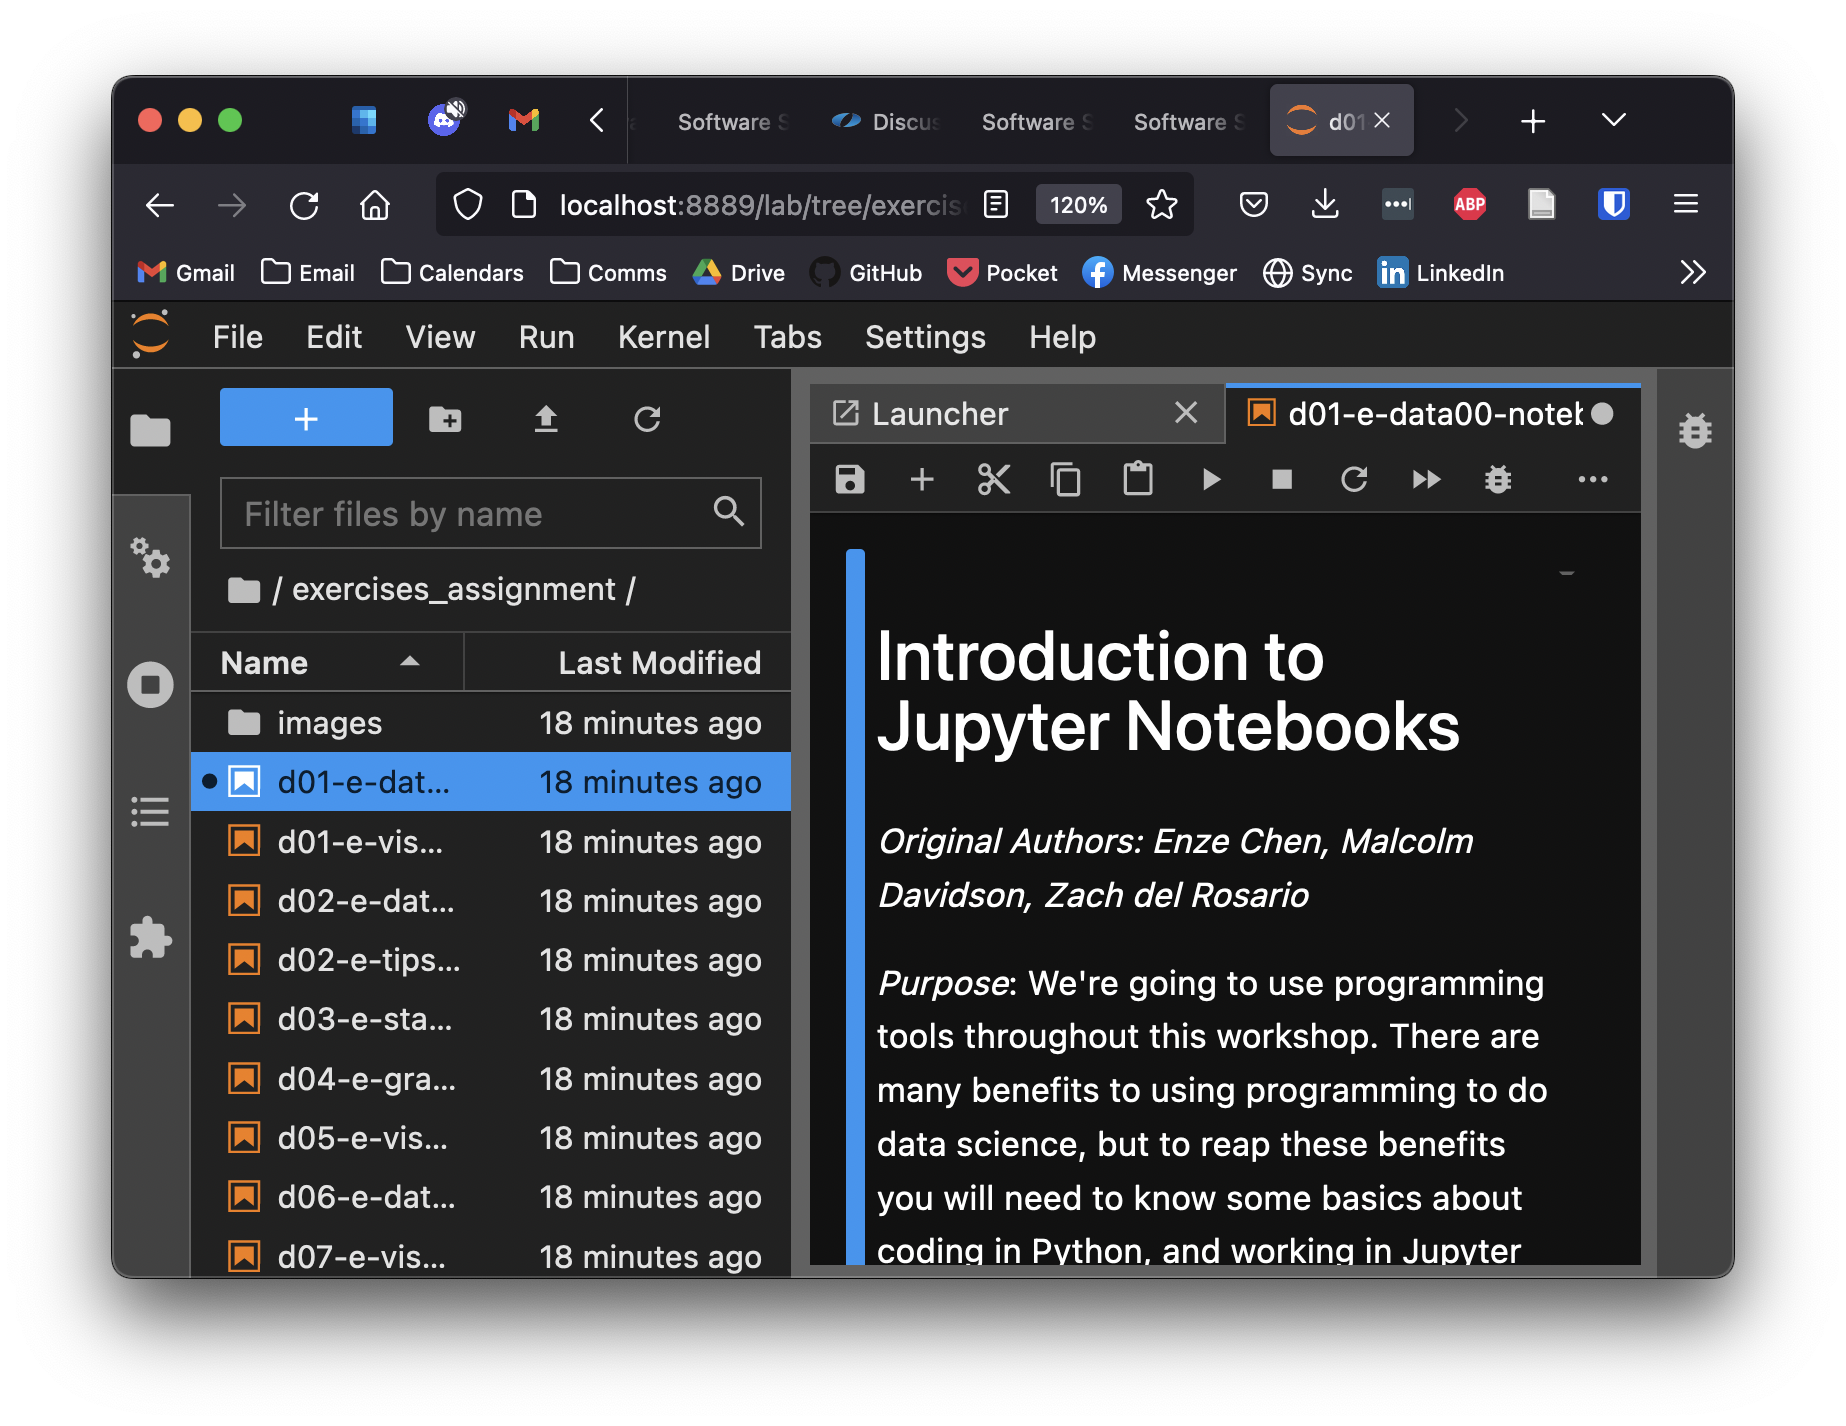 Software S
Discus
Software S
Software S
d01
localhost:8889/lab/tree/exercise
120%
ABP
Gmail
Email
Calendars
Comms
Drive
GitHub
Pocket
Messenger
Sync
in LinkedIn
File Edit View Run Kernel Tabs Settings Help
Filter files by name
/ exercises_assignment /
Name Last Modified
images 18 minutes ago
d01-e-dat... 18 minutes ago
d01-e-vis... 18 minutes ago
d02-e-dat... 18 minutes ago
d02-e-tips... 18 minutes ago
d03-e-sta... 18 minutes ago
d04-e-gra... 18 minutes ago
d05-e-vis... 18 minutes ago
d06-e-dat... 18 minutes ago
d07-e-vis... 18 minutes ago
Launcher
d01-e-data00-noteb
Introduction to
Jupyter Notebooks
Original Authors: Enze Chen, Malcolm
Davidson, Zach del Rosario
Purpose: We're going to use programming
tools throughout this workshop. There are
many benefits to using programming to do
data science, but to reap these benefits
you will need to know some basics about
coding in Python, and working in Jupyter